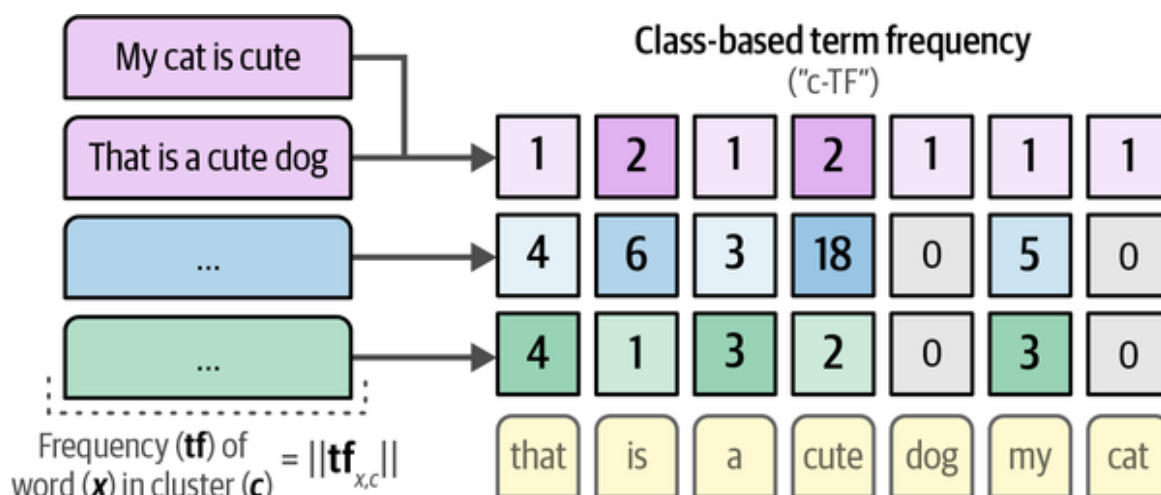 My cat is cute
That is a cute dog
...
...
Class-based term frequency
("c-TF")
1 2 1 2 1 1 1
4 6 3 18 0 5 0
4 1 3 2 0 3 0
that is a cute dog my cat
Frequency (tf) of
word (x) in cluster (c)
= ||tf x,c||